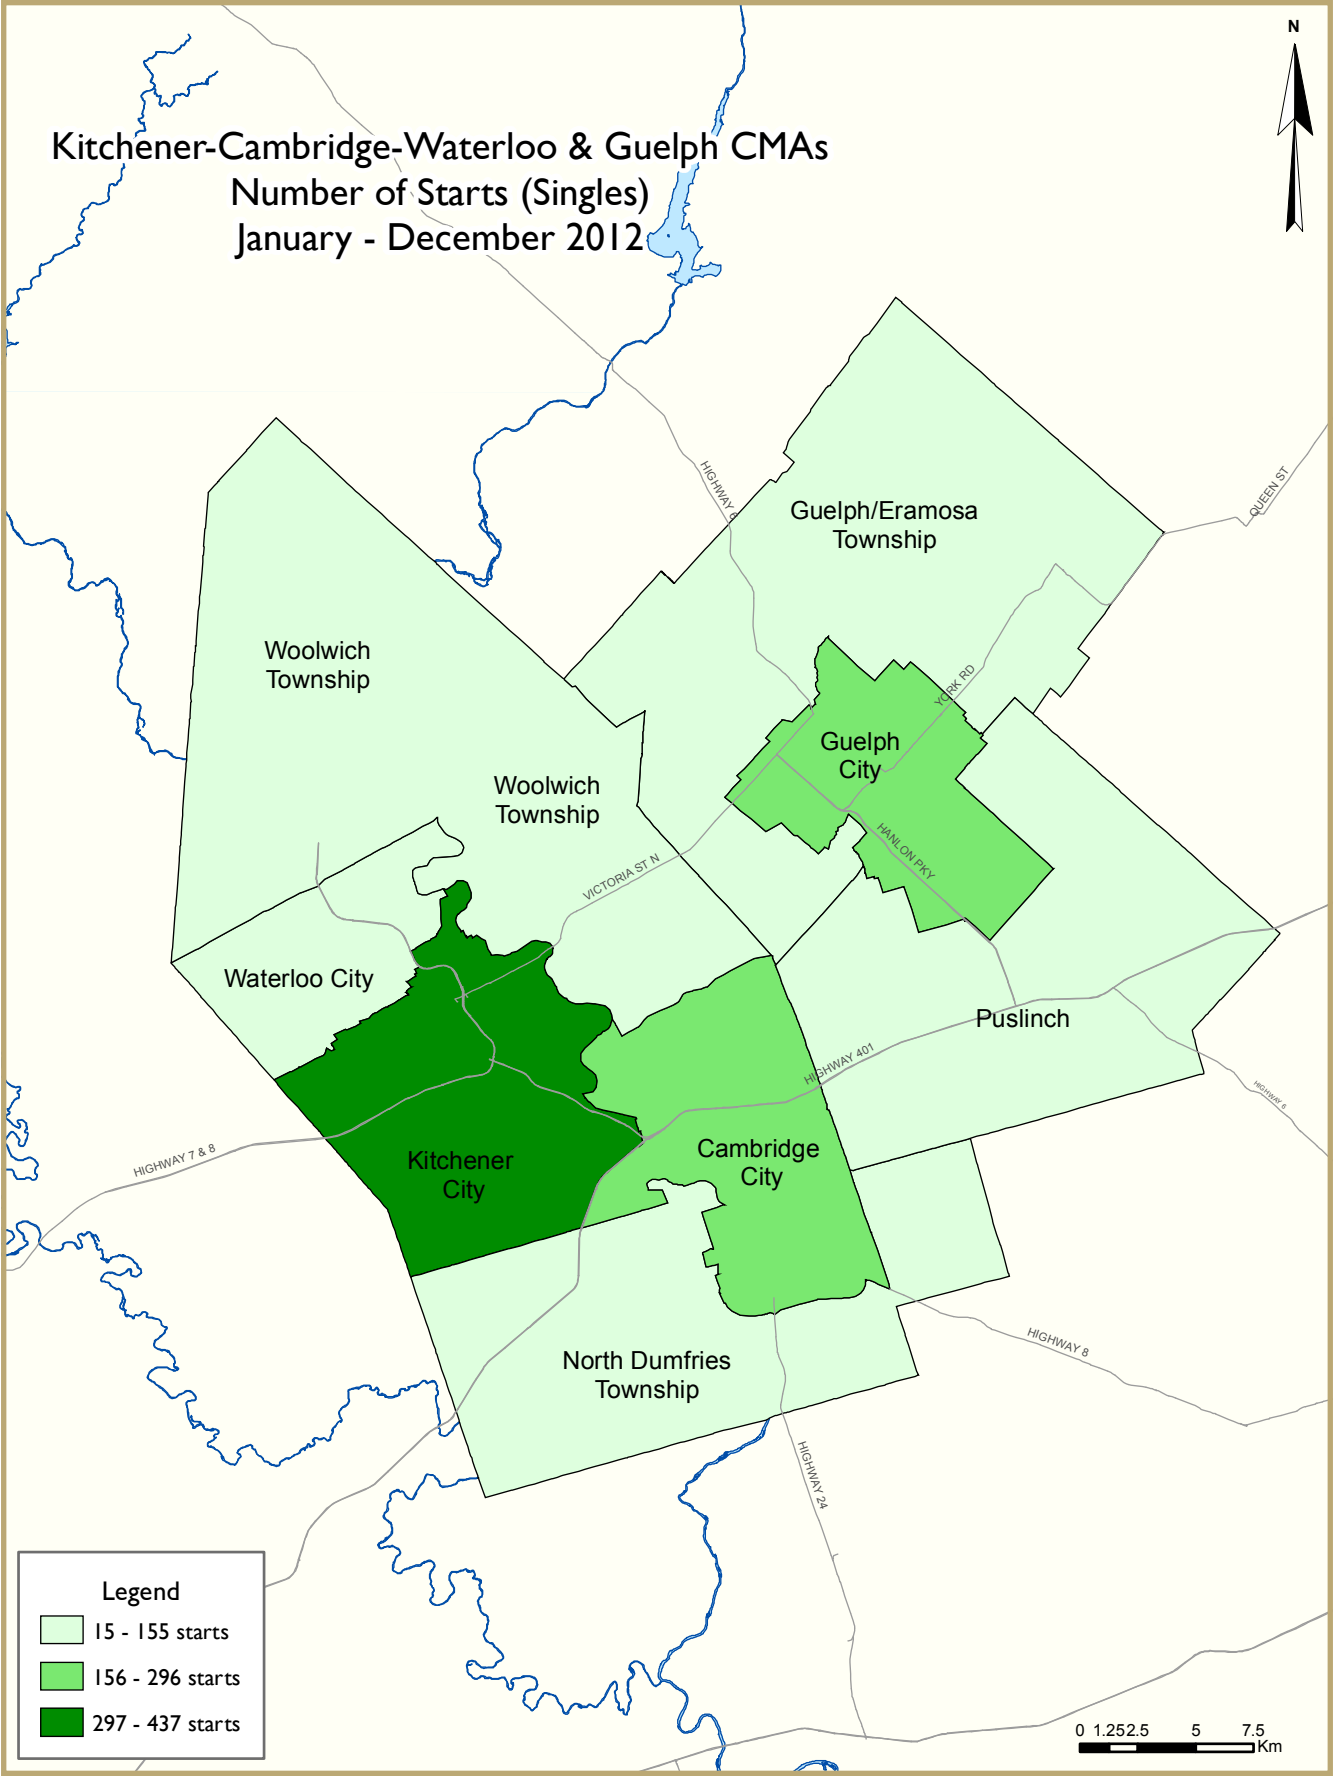 N
Kitchener-Cambridge-Waterloo & Guelph CMAs
Number of Starts (Singles)
January - December 2012
HIGHWAY 6
QUEEN ST
Guelph/Eramosa
Township
Woolwich
Township
YORK RD
Guelph
City
Woolwich
Township
HANLON PKY
VICTORIA ST N
Waterloo City
Puslinch
HIGHWAY 401
HIGHWAY 6
HIGHWAY 7 & 8
Kitchener
City
Cambridge
City
HIGHWAY 8
North Dumfries
Township
HIGHWAY 24
Legend
15 - 155 starts
156 - 296 starts
297 - 437 starts
0 1.252.5 5 7.5
Km